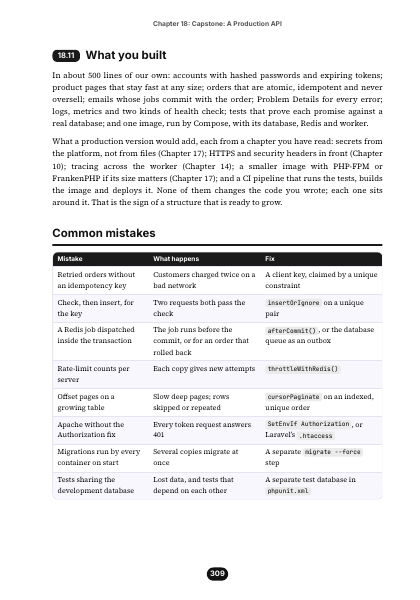 Chapter 18: Capstone: A Production API
18.11 What you built
In about 500 lines of our own: accounts with hashed passwords and expiring tokens;
product pages that stay fast at any size; orders that are atomic, idempotent and never
oversell; emails whose jobs commit with the order; Problem Details for every error;
logs, metrics and two kinds of health check; tests that prove each promise against a
real database; and one image, run by Compose, with its database, Redis and worker.
What a production version would add, each from a chapter you have read: secrets from
the platform, not from files (Chapter 17); HTTPS and security headers in front (Chapter
10); tracing across the worker (Chapter 14); a smaller image with PHP-FPM or
FrankenPHP if its size matters (Chapter 17); and a CI pipeline that runs the tests, builds
the image and deploys it. None of them changes the code you wrote; each one sits
around it. That is the sign of a structure that is ready to grow.
Common mistakes
Mistake What happens Fix
Retried orders without Customers charged twice on a A client key, claimed by a unique
an idempotency key bad network constraint
Check, then insert, for Two requests both pass the insertOrIgnore on a unique
the key check pair
A Redis job dispatched The job runs before the afterCommit(), or the database
inside the transaction commit, or for an order that queue as an outbox
rolled back
Rate-limit counts per Each copy gives new attempts throttleWithRedis()
server
Offset pages on a Slow deep pages; rows cursorPaginate on an indexed,
growing table skipped or repeated unique order
Apache without the Every token request answers SetEnvIf Authorization, or
Authorization fix 401 Laravel's .htaccess
Migrations run by every Several copies migrate at A separate migrate --force
container on start once step
Tests sharing the Lost data, and tests that A separate test database in
development database depend on each other phpunit.xml
309